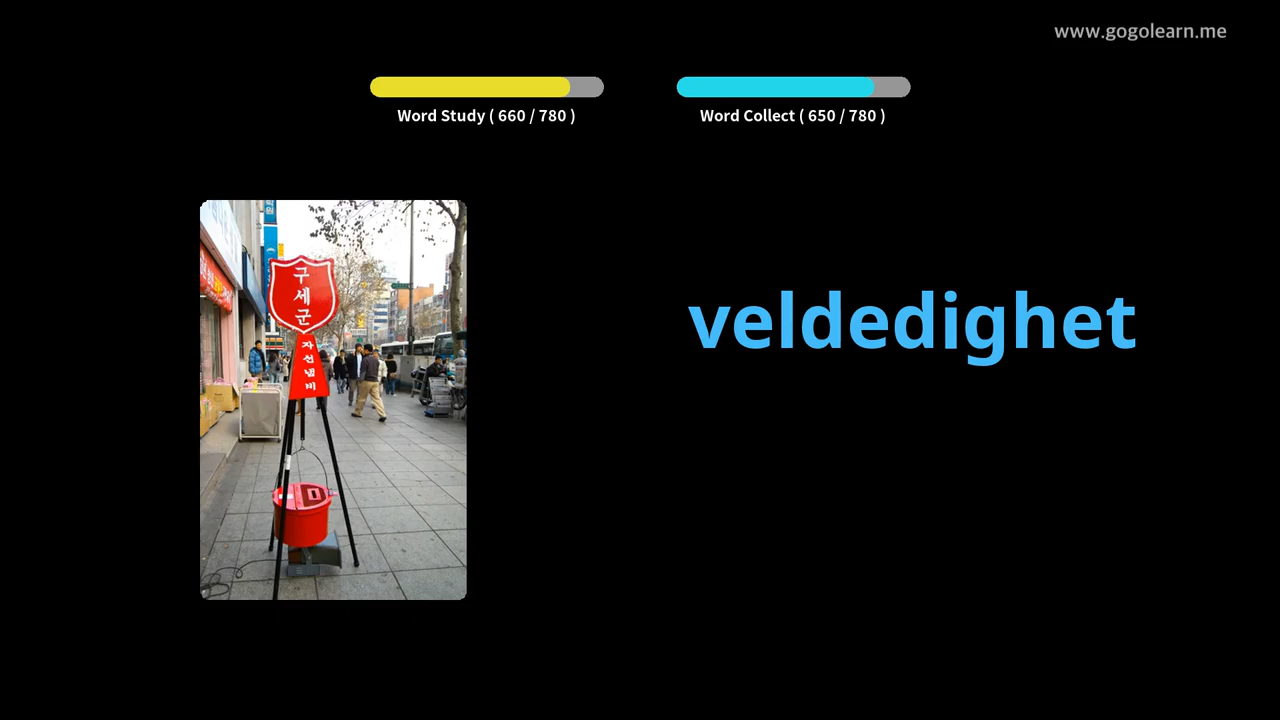 www.gogolearn.me
Word Study ( 660 / 780 )
Word Collect ( 650 / 780 )
구세군
자선냄비
veldedighet